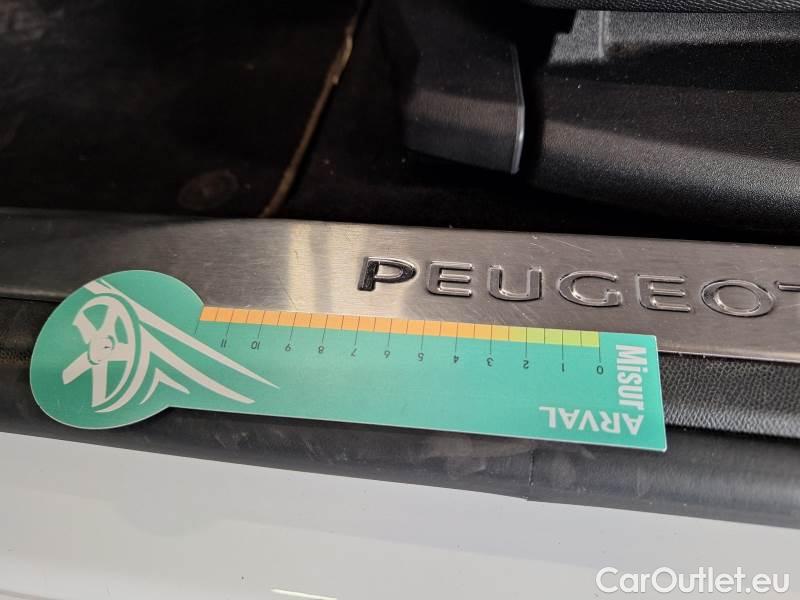 PEUGEOT
11 10 9 8 7 6 5 4 3 2 1 0
Misur
ARVAL
CarOutlet.eu